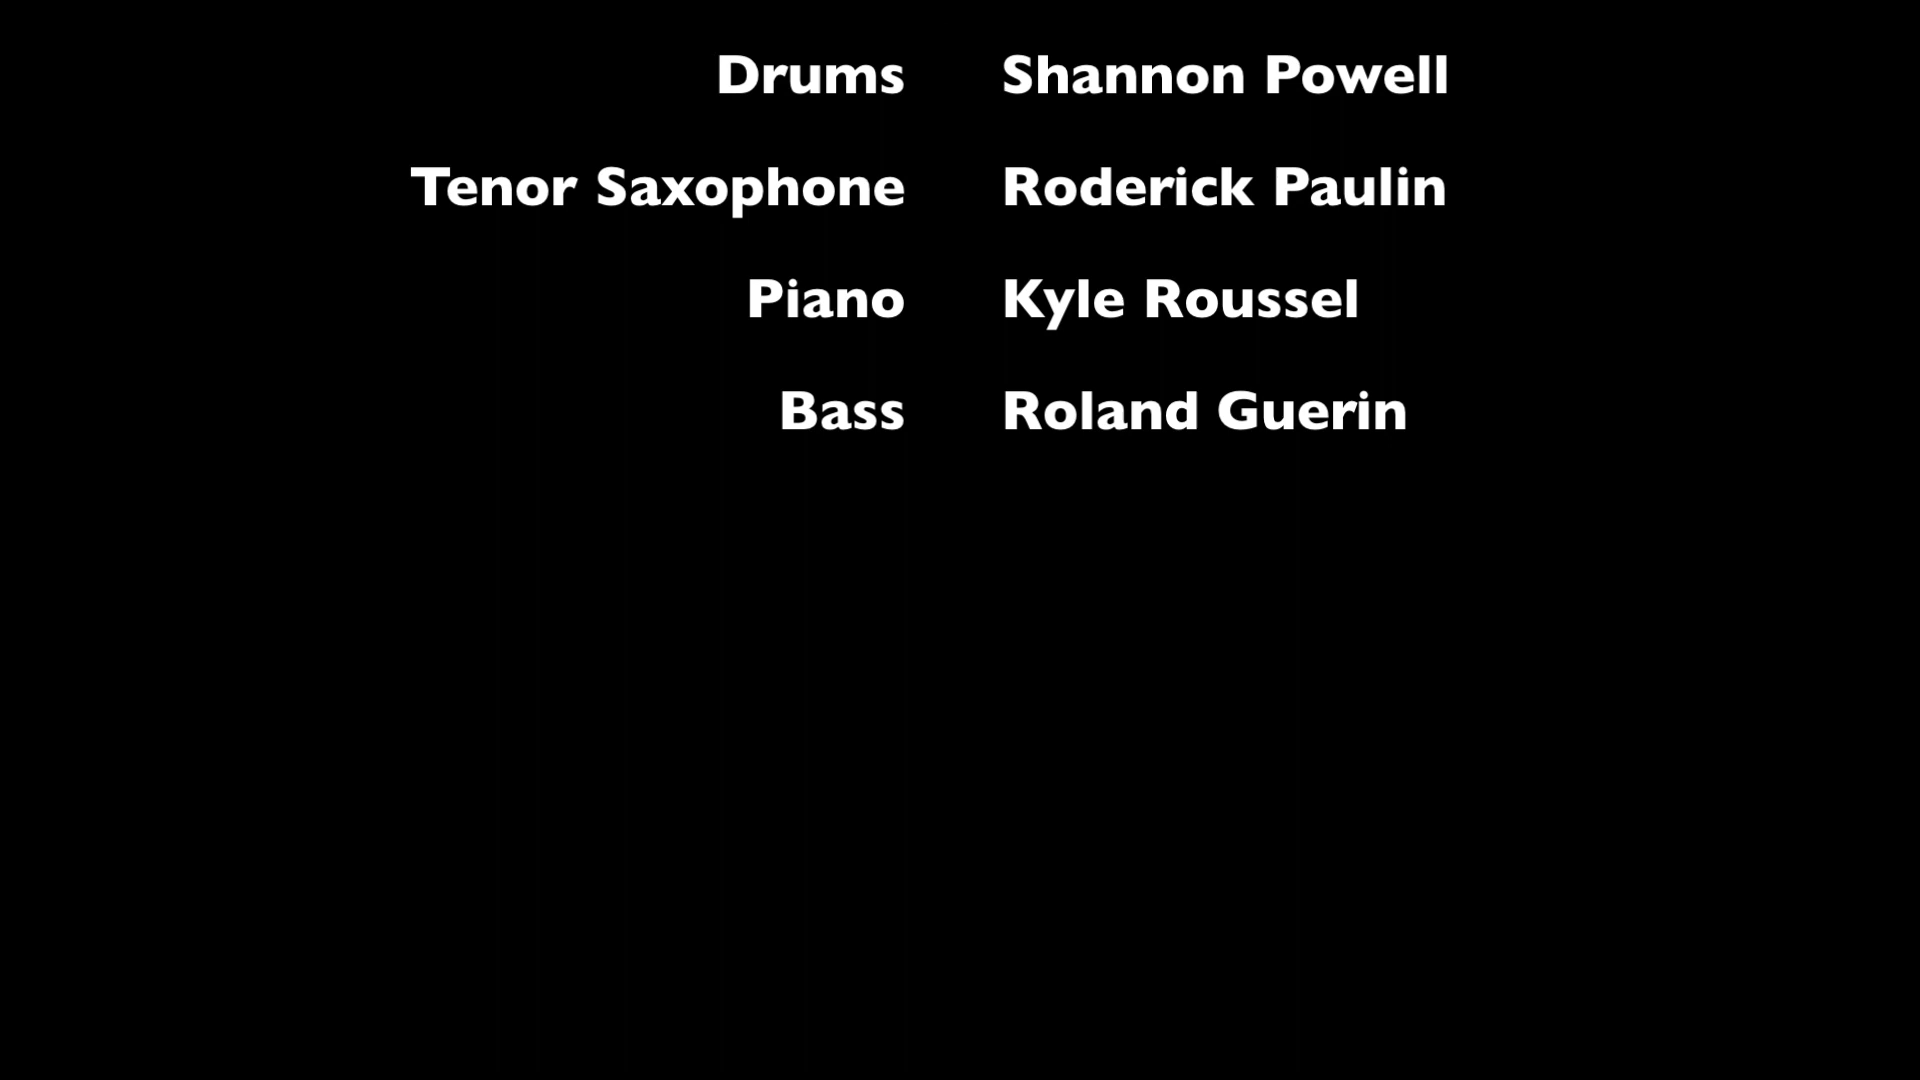 Drums Shannon Powell
Tenor Saxophone Roderick Paulin
Piano Kyle Roussel
Bass Roland Guerin